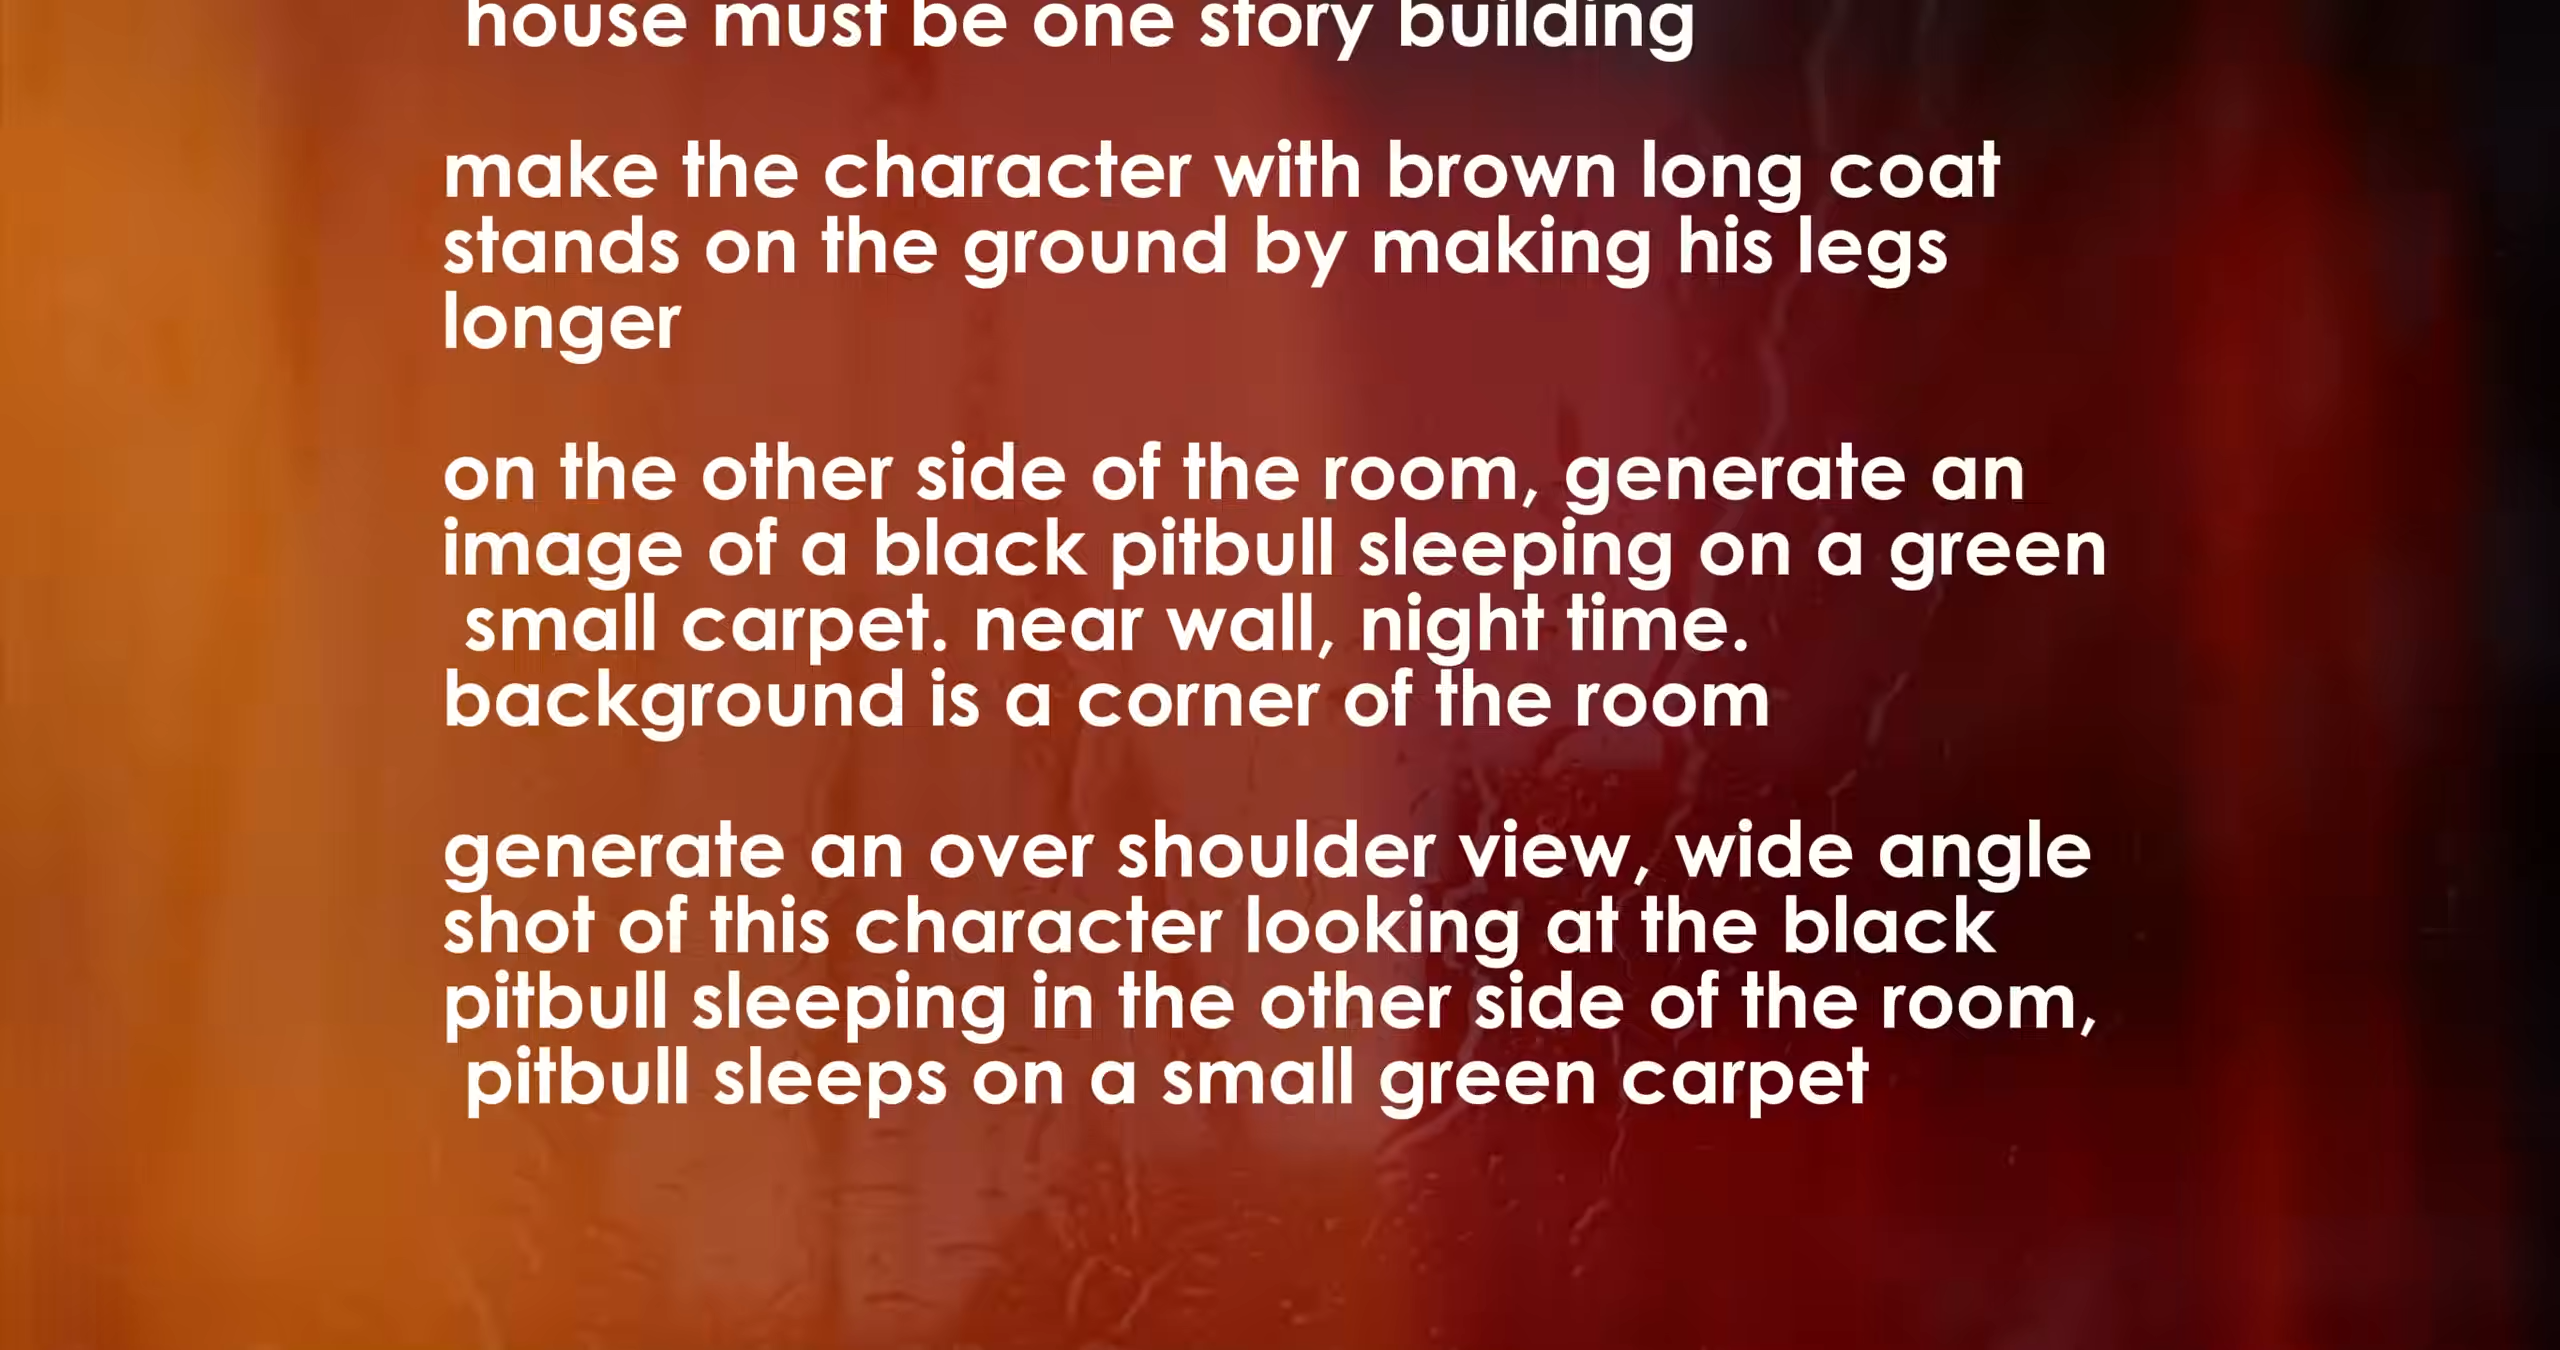 house must be one story building
make the character with brown long coat
stands on the ground by making his legs
longer
on the other side of the room, generate an
image of a black pitbull sleeping on a green
small carpet. near wall, night time.
background is a corner of the room
generate an over shoulder view, wide angle
shot of this character looking at the black
pitbull sleeping in the other side of the room,
pitbull sleeps on a small green carpet